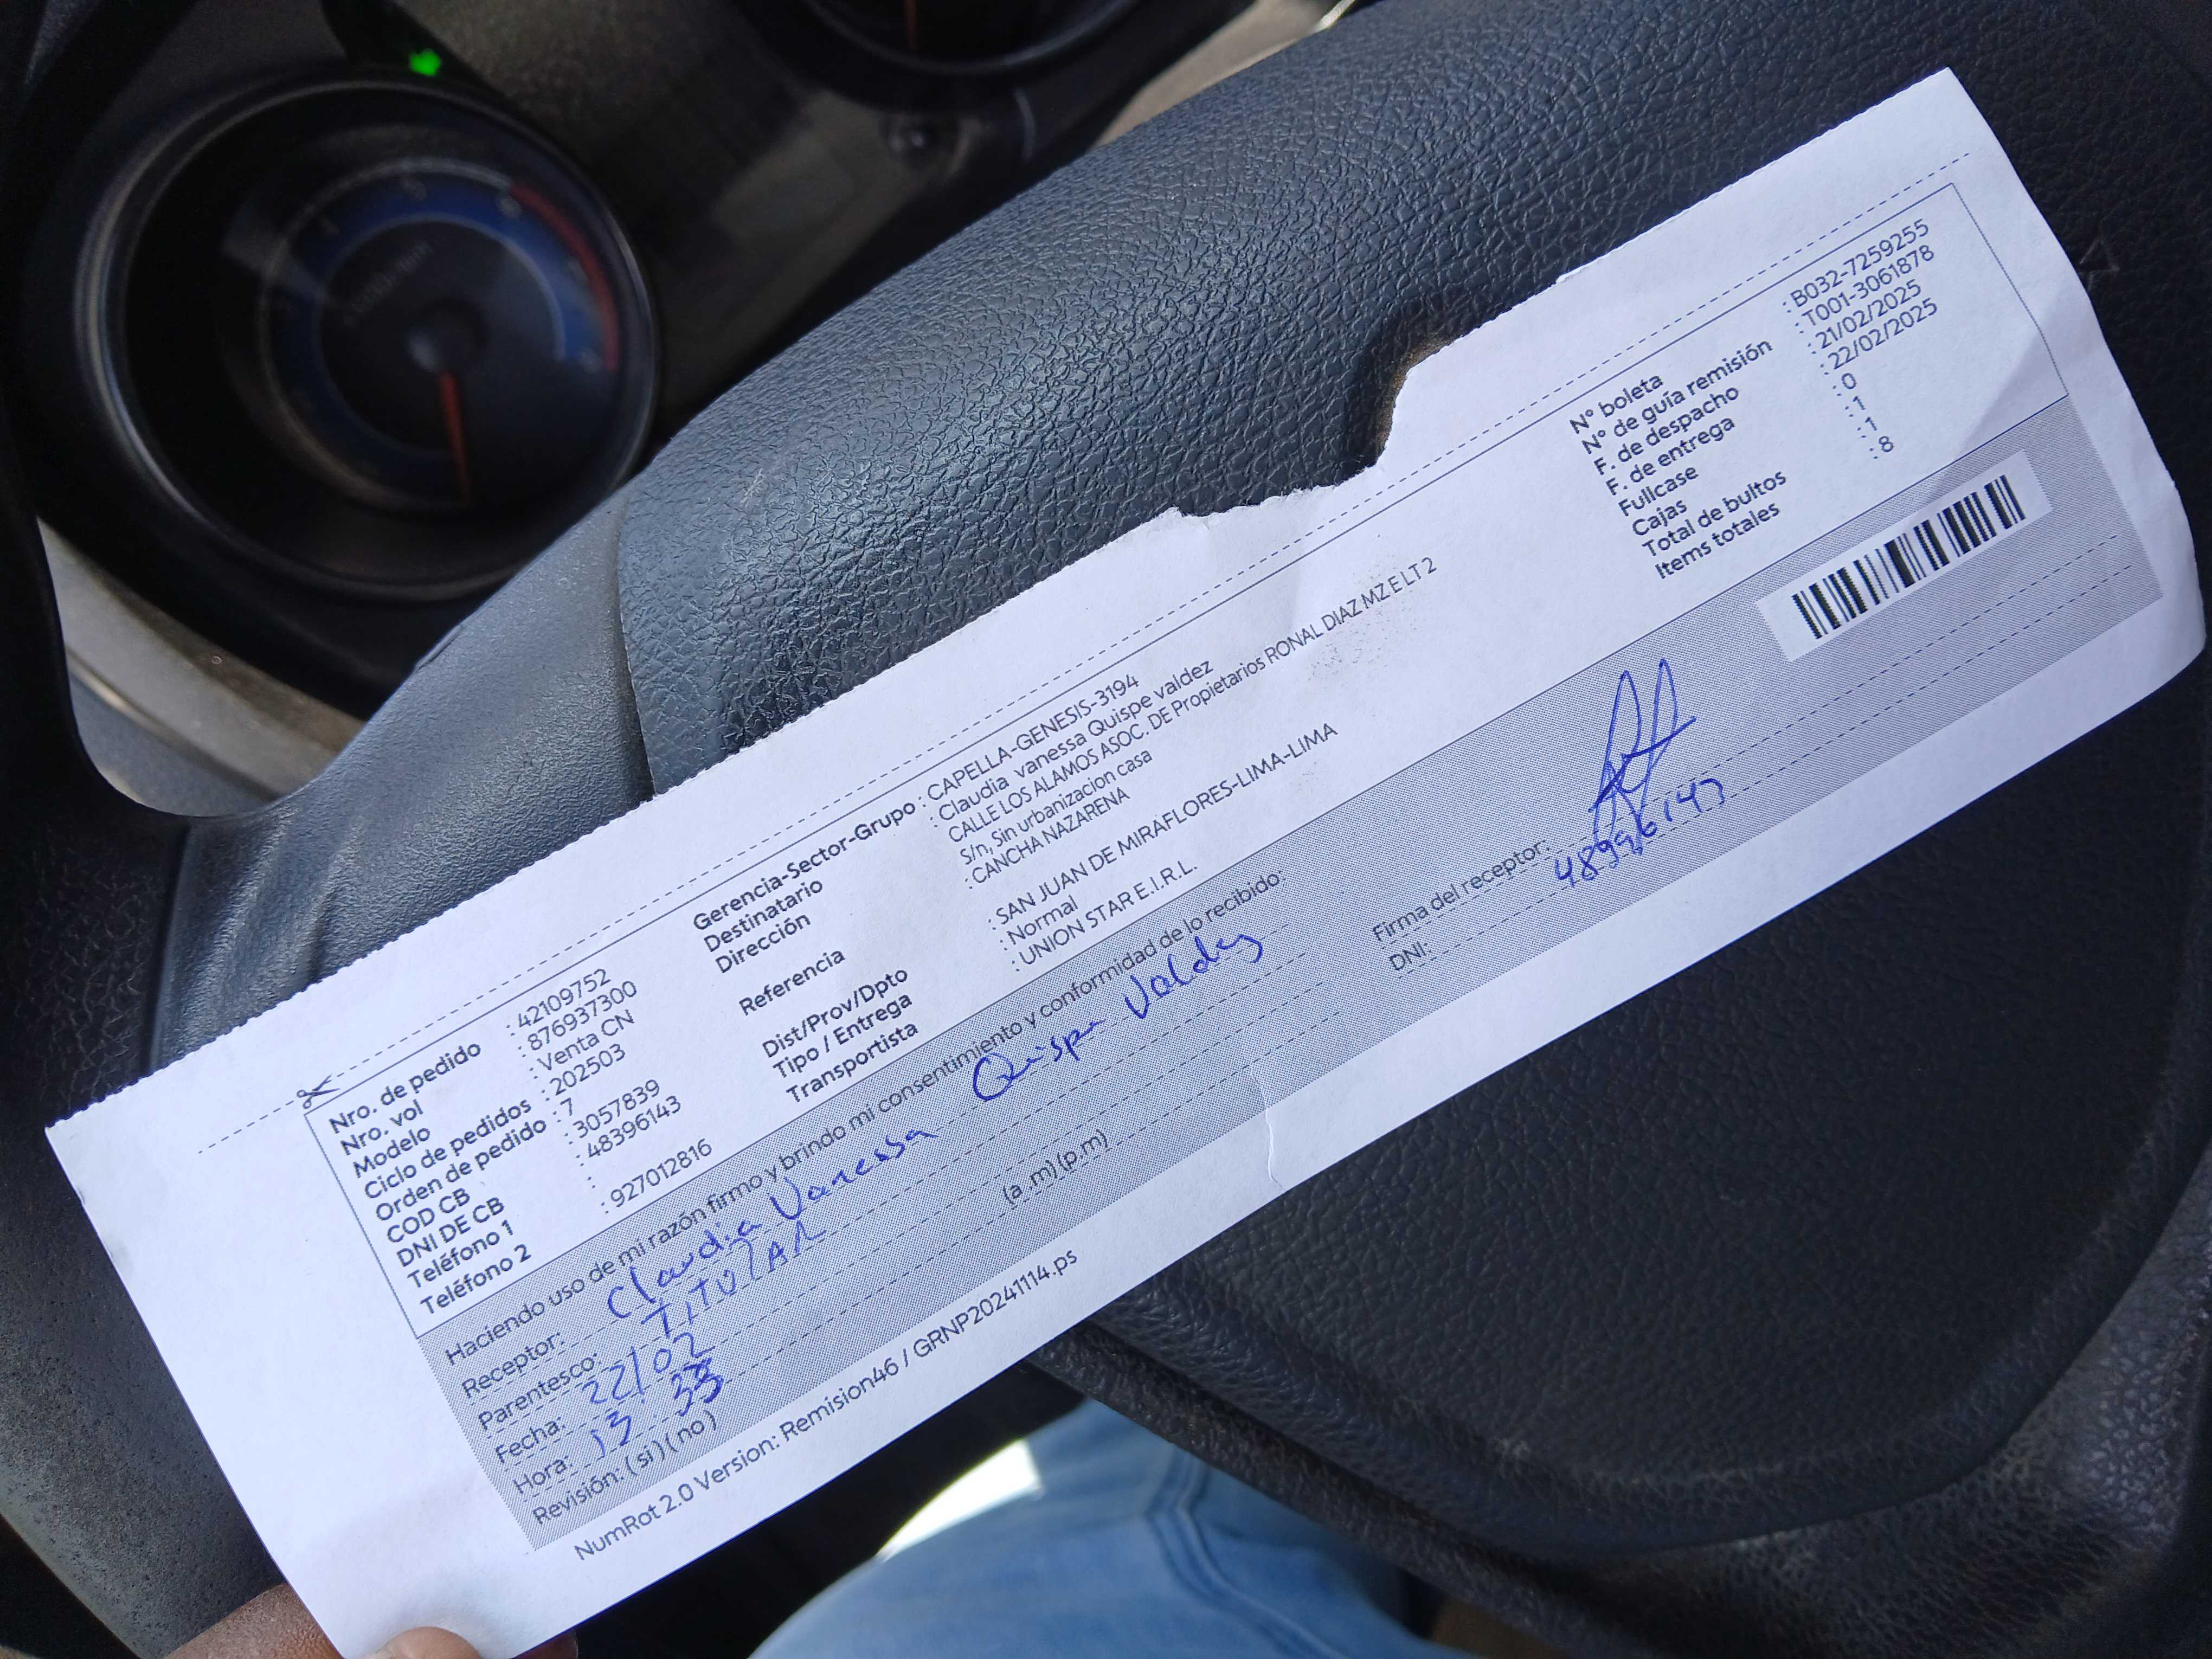 Nro. de pedido : 42109752
Nro. vol : 876937300
Modelo : Venta CN
Ciclo de pedidos : 202503
Orden de pedido : 7
COD CB : 3057839
DNI DE CB : 48396143
Teléfono 1 :
Teléfono 2 : 927012816
Gerencia-Sector-Grupo : CAPELLA-GENESIS-3194
Destinatario : Claudia vanessa Quispe valdez
Dirección CALLE LOS ALAMOS ASOC. DE Propietarios RONAL DIAZ MZ E LT 2
S/n, Sin urbanizacion casa
Referencia : CANCHA NAZARENA
Dist/Prov/Dpto : SAN JUAN DE MIRAFLORES-LIMA-LIMA
Tipo / Entrega : Normal
Transportista : UNION STAR E.I.R.L.
N° boleta : B032-7259255
N° de guía remisión : T001-3061878
F. de despacho : 21/02/2025
F. de entrega : 22/02/2025
Fullcase : 0
Cajas : 1
Total de bultos : 1
Items totales : 8
Haciendo uso de mi razón firmo y brindo mi consentimiento y conformidad de lo recibido:
Receptor: Claudia Vanessa Quispe Valdez
Parentesco: TITULAR
Fecha: 22/02
Hora: 13: (a .m) (p.m)
Revisión: ( si ) ( no )
Firma del receptor:
DNI:
NumRot 2.0 Version: Remision46 / GRNP20241114.ps